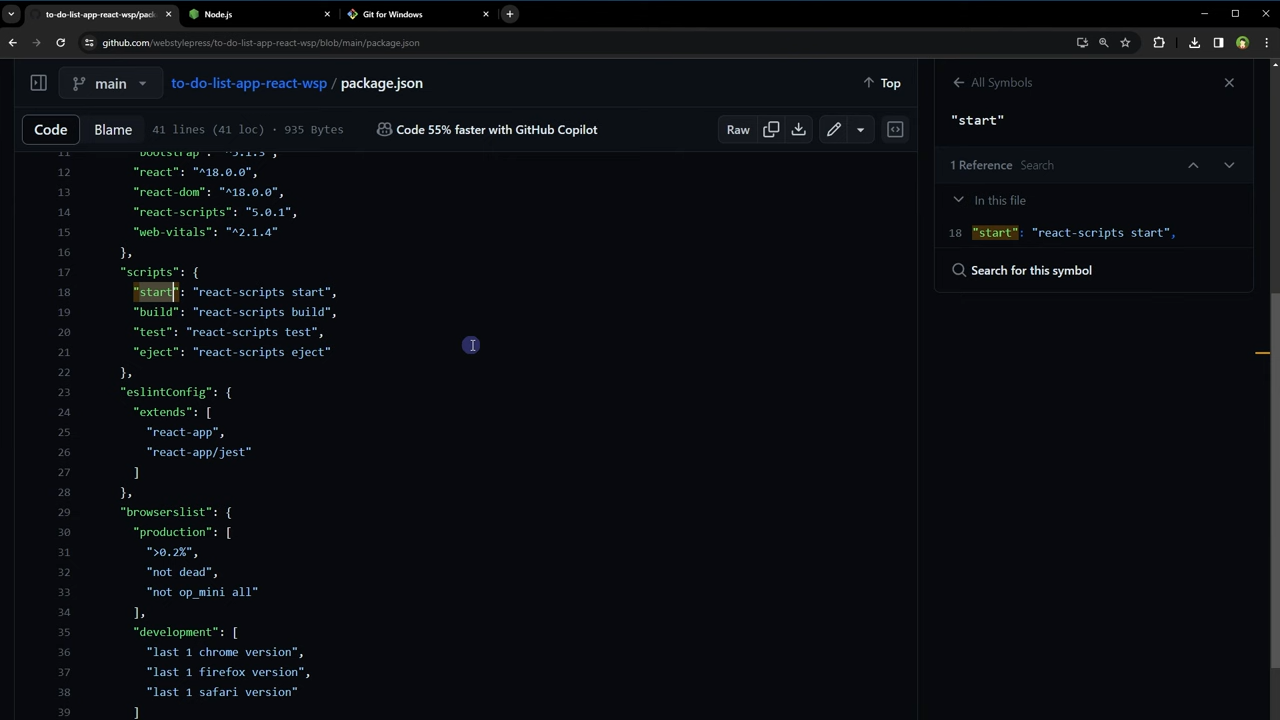 to-do-list-app-react-wsp/pack
Node.js
Git for Windows
github.com/webstylepress/to-do-list-app-react-wsp/blob/main/package.json
main
to-do-list-app-react-wsp / package.json
Top
All Symbols
Code
Blame
41 lines (41 loc) · 935 Bytes
Code 55% faster with GitHub Copilot
Raw
"start"
1 Reference Search
In this file
18 "start": "react-scripts start",
Search for this symbol
11 "bootstrap": "^5.1.3",
12 "react": "^18.0.0",
13 "react-dom": "^18.0.0",
14 "react-scripts": "5.0.1",
15 "web-vitals": "^2.1.4"
16 },
17 "scripts": {
18 "start": "react-scripts start",
19 "build": "react-scripts build",
20 "test": "react-scripts test",
21 "eject": "react-scripts eject"
22 },
23 "eslintConfig": {
24 "extends": [
25 "react-app",
26 "react-app/jest"
27 ]
28 },
29 "browserslist": {
30 "production": [
31 ">0.2%",
32 "not dead",
33 "not op_mini all"
34 ],
35 "development": [
36 "last 1 chrome version",
37 "last 1 firefox version",
38 "last 1 safari version"
39 ]